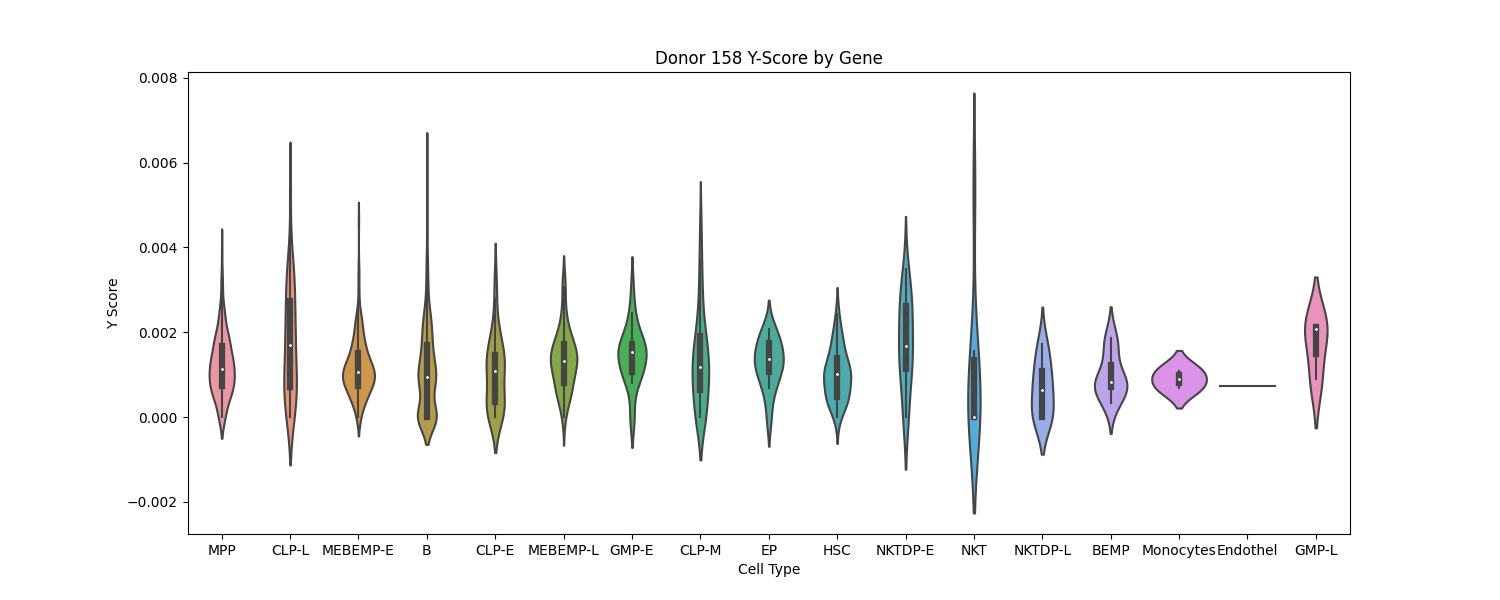 Donor 158 Y-Score by Gene
0.008
0.006
0.004
0.002
0.000
−0.002
Y Score
MPP CLP-L MEBEMP-E B CLP-E MEBEMP-L GMP-E CLP-M EP HSC NKTDP-E NKT NKTDP-L BEMP Monocytes Endothel GMP-L
Cell Type